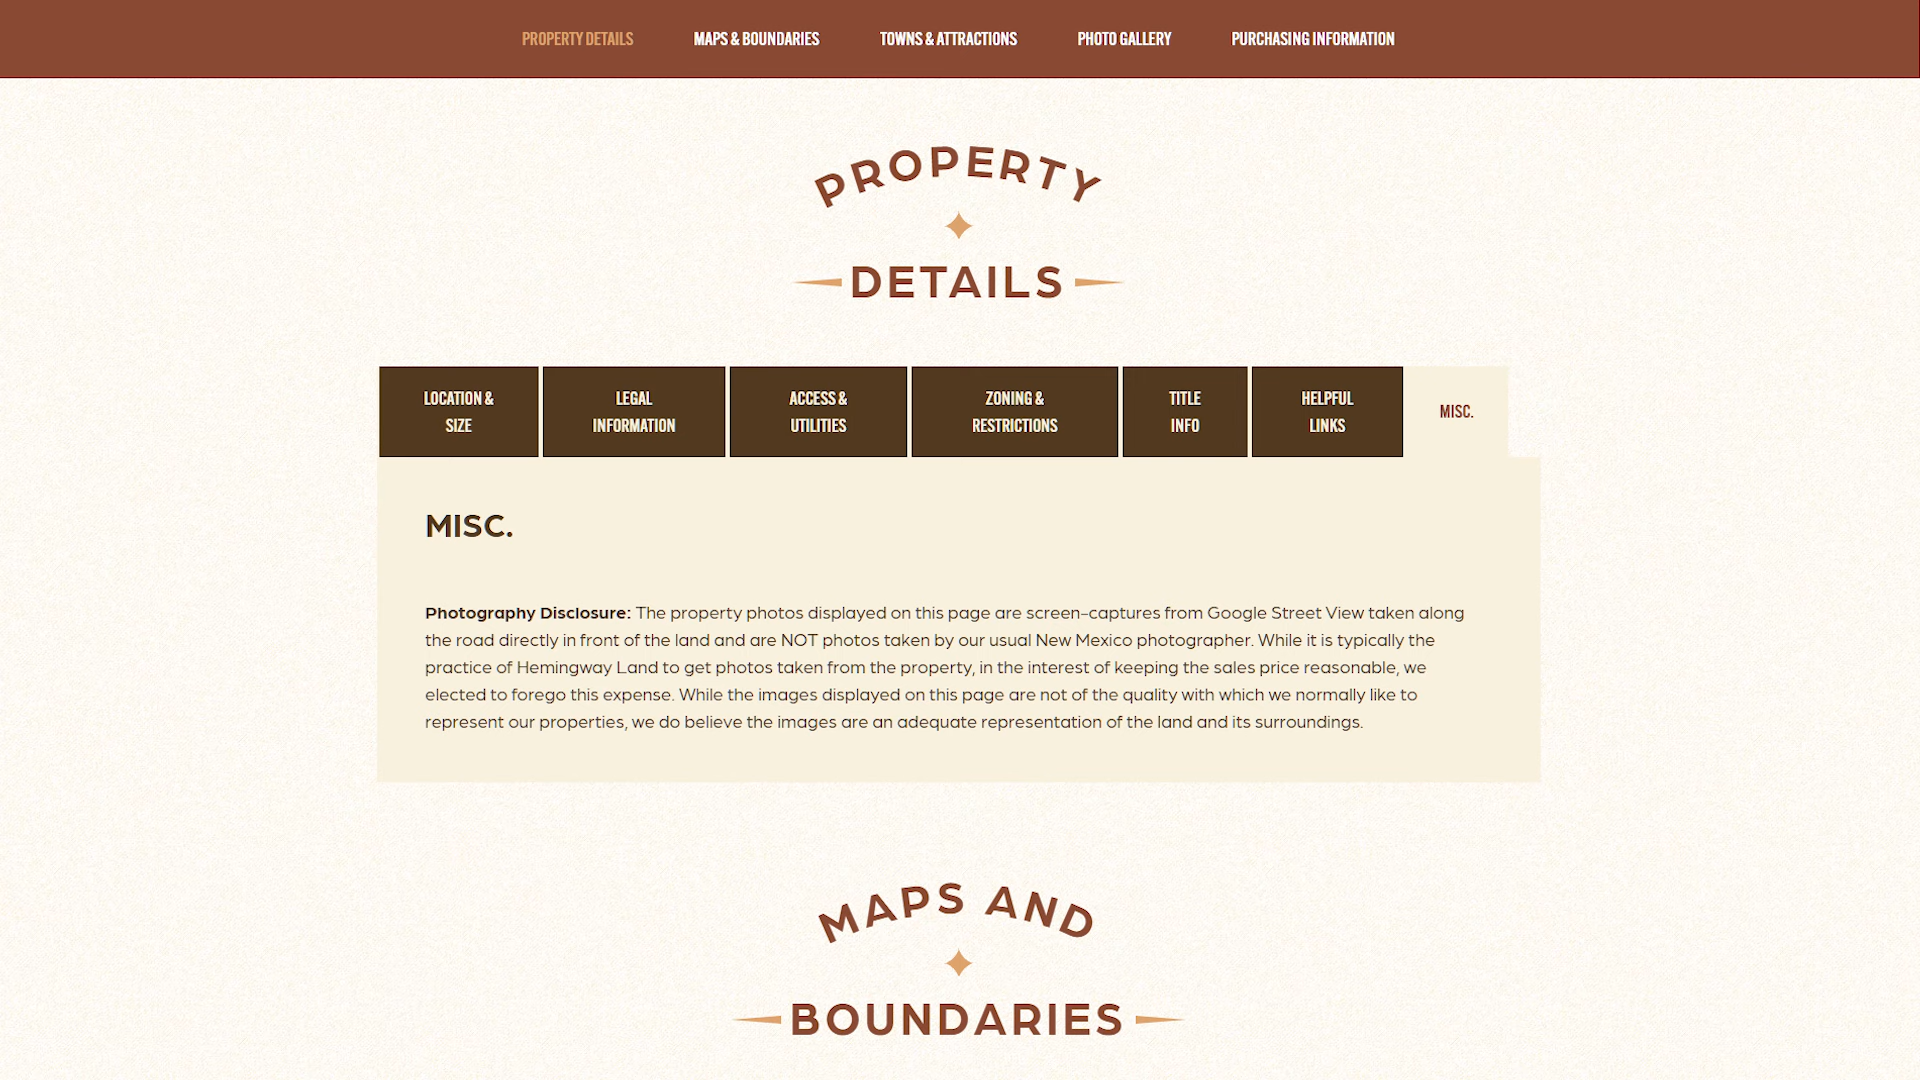 PROPERTY DETAILS MAPS & BOUNDARIES TOWNS & ATTRACTIONS PHOTO GALLERY PURCHASING INFORMATION
PROPERTY
DETAILS
LOCATION &
SIZE
LEGAL
INFORMATION
ACCESS &
UTILITIES
ZONING &
RESTRICTIONS
TITLE
INFO
HELPFUL
LINKS
MISC.
MISC.
Photography Disclosure: The property photos displayed on this page are screen-captures from Google Street View taken along
the road directly in front of the land and are NOT photos taken by our usual New Mexico photographer. While it is typically the
practice of Hemingway Land to get photos taken from the property, in the interest of keeping the sales price reasonable, we
elected to forego this expense. While the images displayed on this page are not of the quality with which we normally like to
represent our properties, we do believe the images are an adequate representation of the land and its surroundings.
MAPS AND
BOUNDARIES